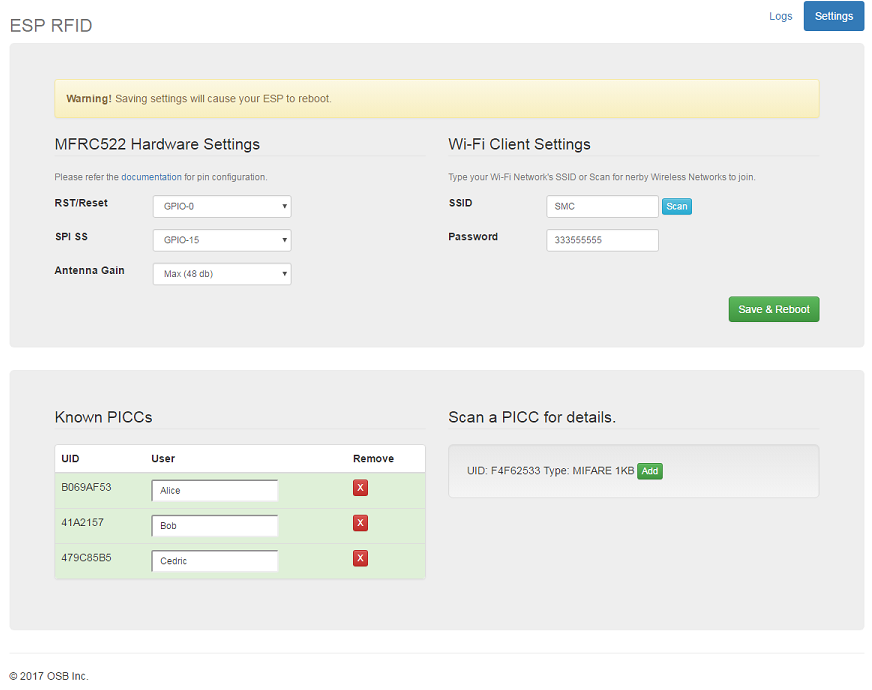 ESP RFID
Logs
Settings
Warning! Saving settings will cause your ESP to reboot.
MFRC522 Hardware Settings
Please refer the documentation for pin configuration.
RST/Reset
GPIO-0
SPI SS
GPIO-15
Antenna Gain
Max (48 db)
Wi-Fi Client Settings
Type your Wi-Fi Network's SSID or Scan for nerby Wireless Networks to join.
SSID
SMC
Scan
Password
333555555
Save & Reboot
Known PICCs
UID User Remove
B069AF53 Alice X
41A2157 Bob X
479C85B5 Cedric X
Scan a PICC for details.
UID: F4F62533 Type: MIFARE 1KB Add
© 2017 OSB Inc.